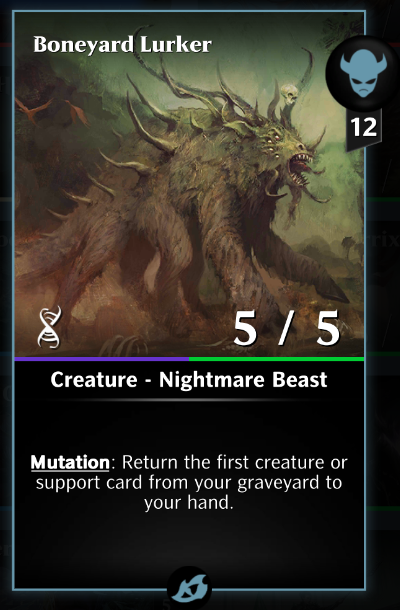 Boneyard Lurker
12
5 / 5
Creature - Nightmare Beast
Mutation: Return the first creature or
support card from your graveyard to
your hand.